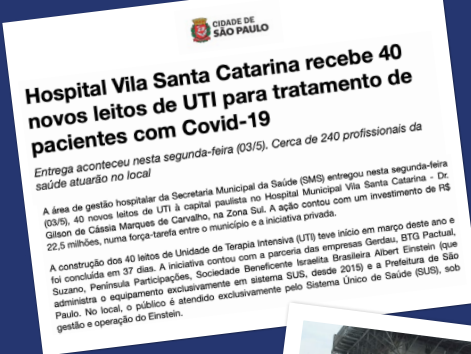 CIDADE DE
SÃO PAULO
Hospital Vila Santa Catarina recebe 40
novos leitos de UTI para tratamento de
pacientes com Covid-19
Entrega aconteceu nesta segunda-feira (03/5), Cerca de 240 profissionais da
saúde atuarão no local
A área de gestão hospitalar da Secretaria Municipal da Saúde (SMS) entregou nesta segunda-feira
(03/5), 40 novos leitos de UTI à capital paulista no Hospital Municipal Vila Santa Catarina - Dr.
Gilson de Cássia Marques de Carvalho, na Zona Sul. A ação contou com um investimento de R$
22,5 milhões, numa força-tarefa entre o município e a iniciativa privada.
A construção dos 40 leitos de Unidade de Terapia Intensiva (UTI) teve início em março deste ano e
foi concluída em 37 dias. A iniciativa contou com a parceria das empresas Gerdau, BTG Pactual,
Suzano, Península Participações, Sociedade Beneficente Israelita Brasileira Albert Einstein (que
administra o equipamento exclusivamente em sistema SUS, desde 2015) e a Prefeitura de São
Paulo. No local, o público é atendido exclusivamente pelo Sistema Único de Saúde (SUS), sob
gestão e operação do Einstein.